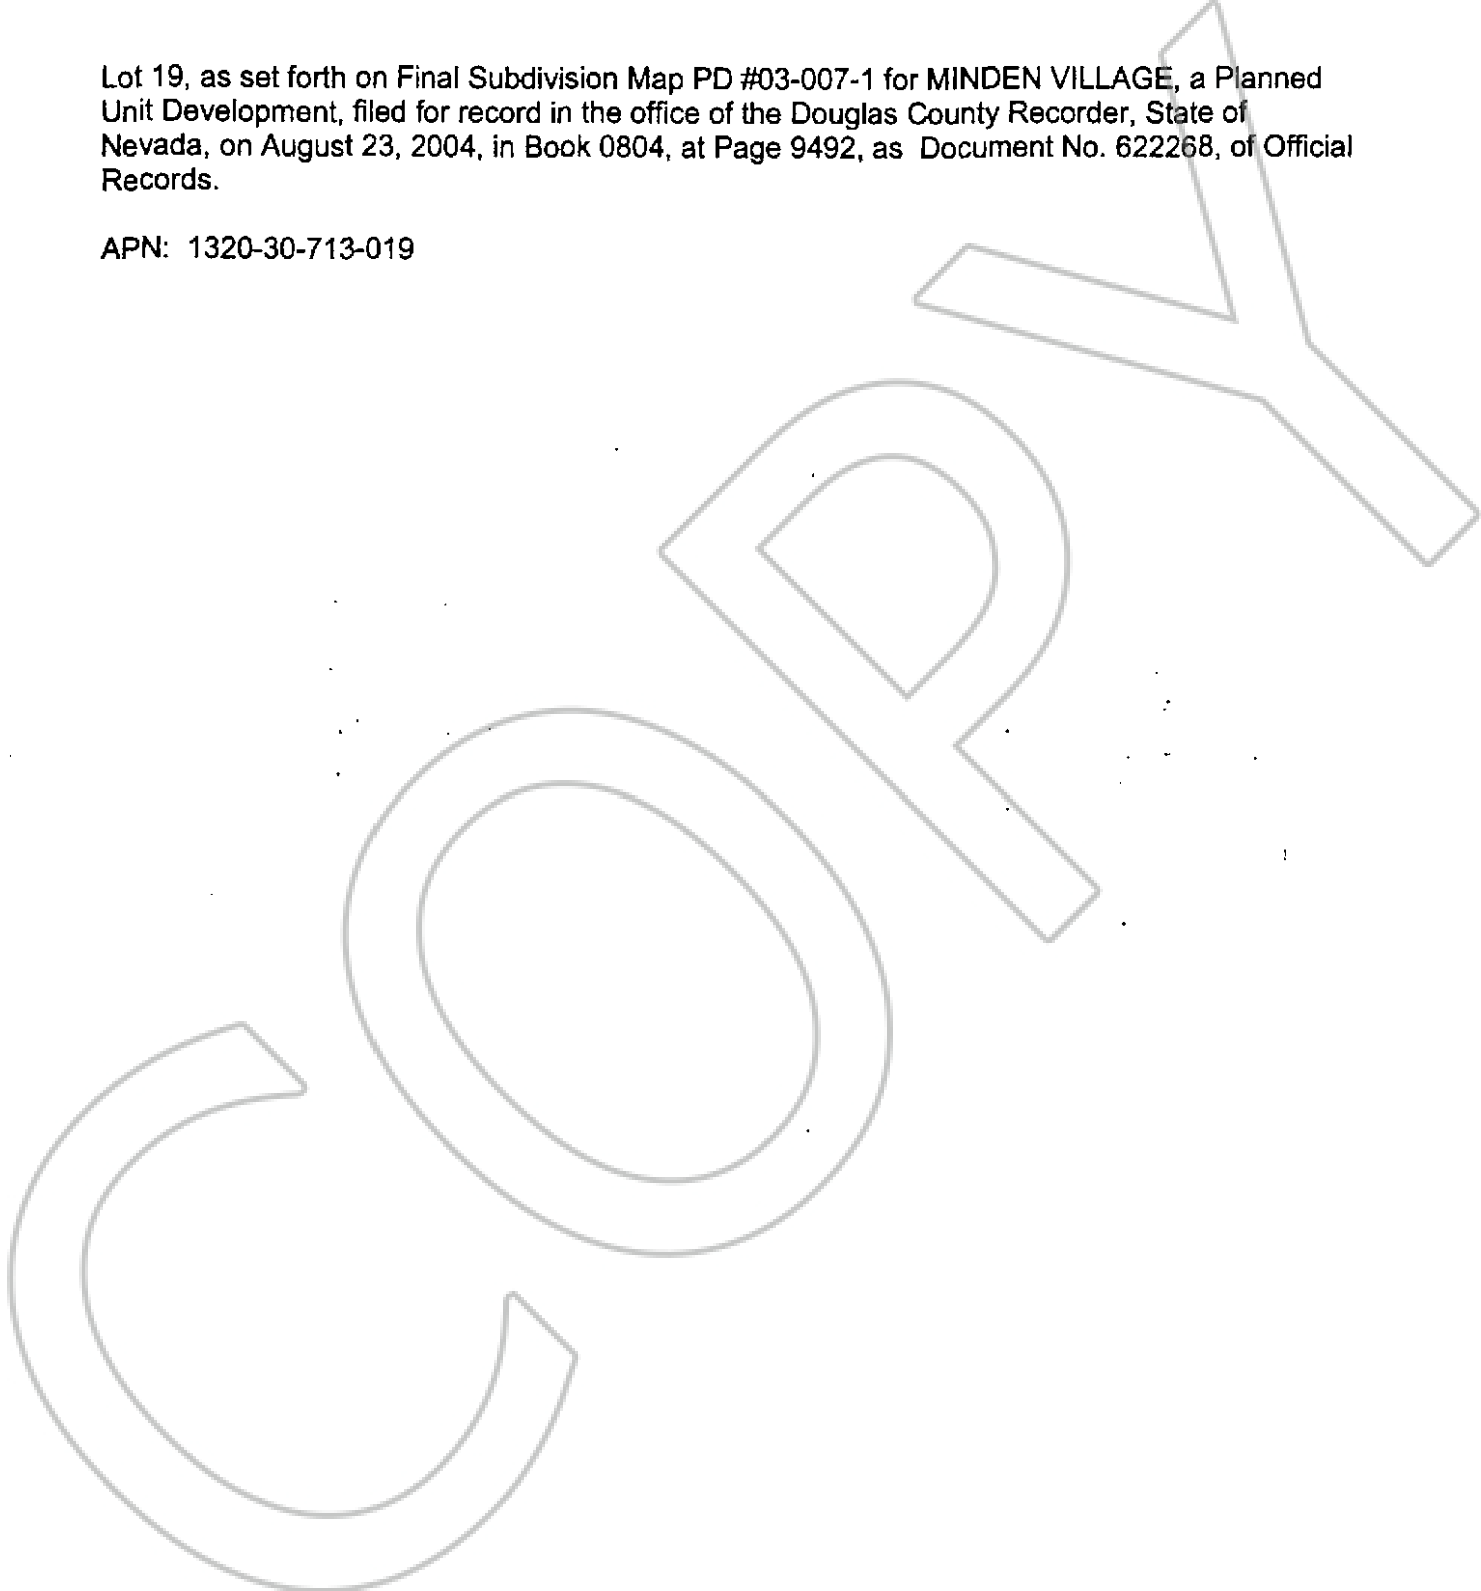 Lot 19, as set forth on Final Subdivision Map PD #03-007-1 for MINDEN VILLAGE, a Planned
Unit Development, filed for record in the office of the Douglas County Recorder, State of
Nevada, on August 23, 2004, in Book 0804, at Page 9492, as Document No. 622268, of Official
Records.
APN: 1320-30-713-019
COPY